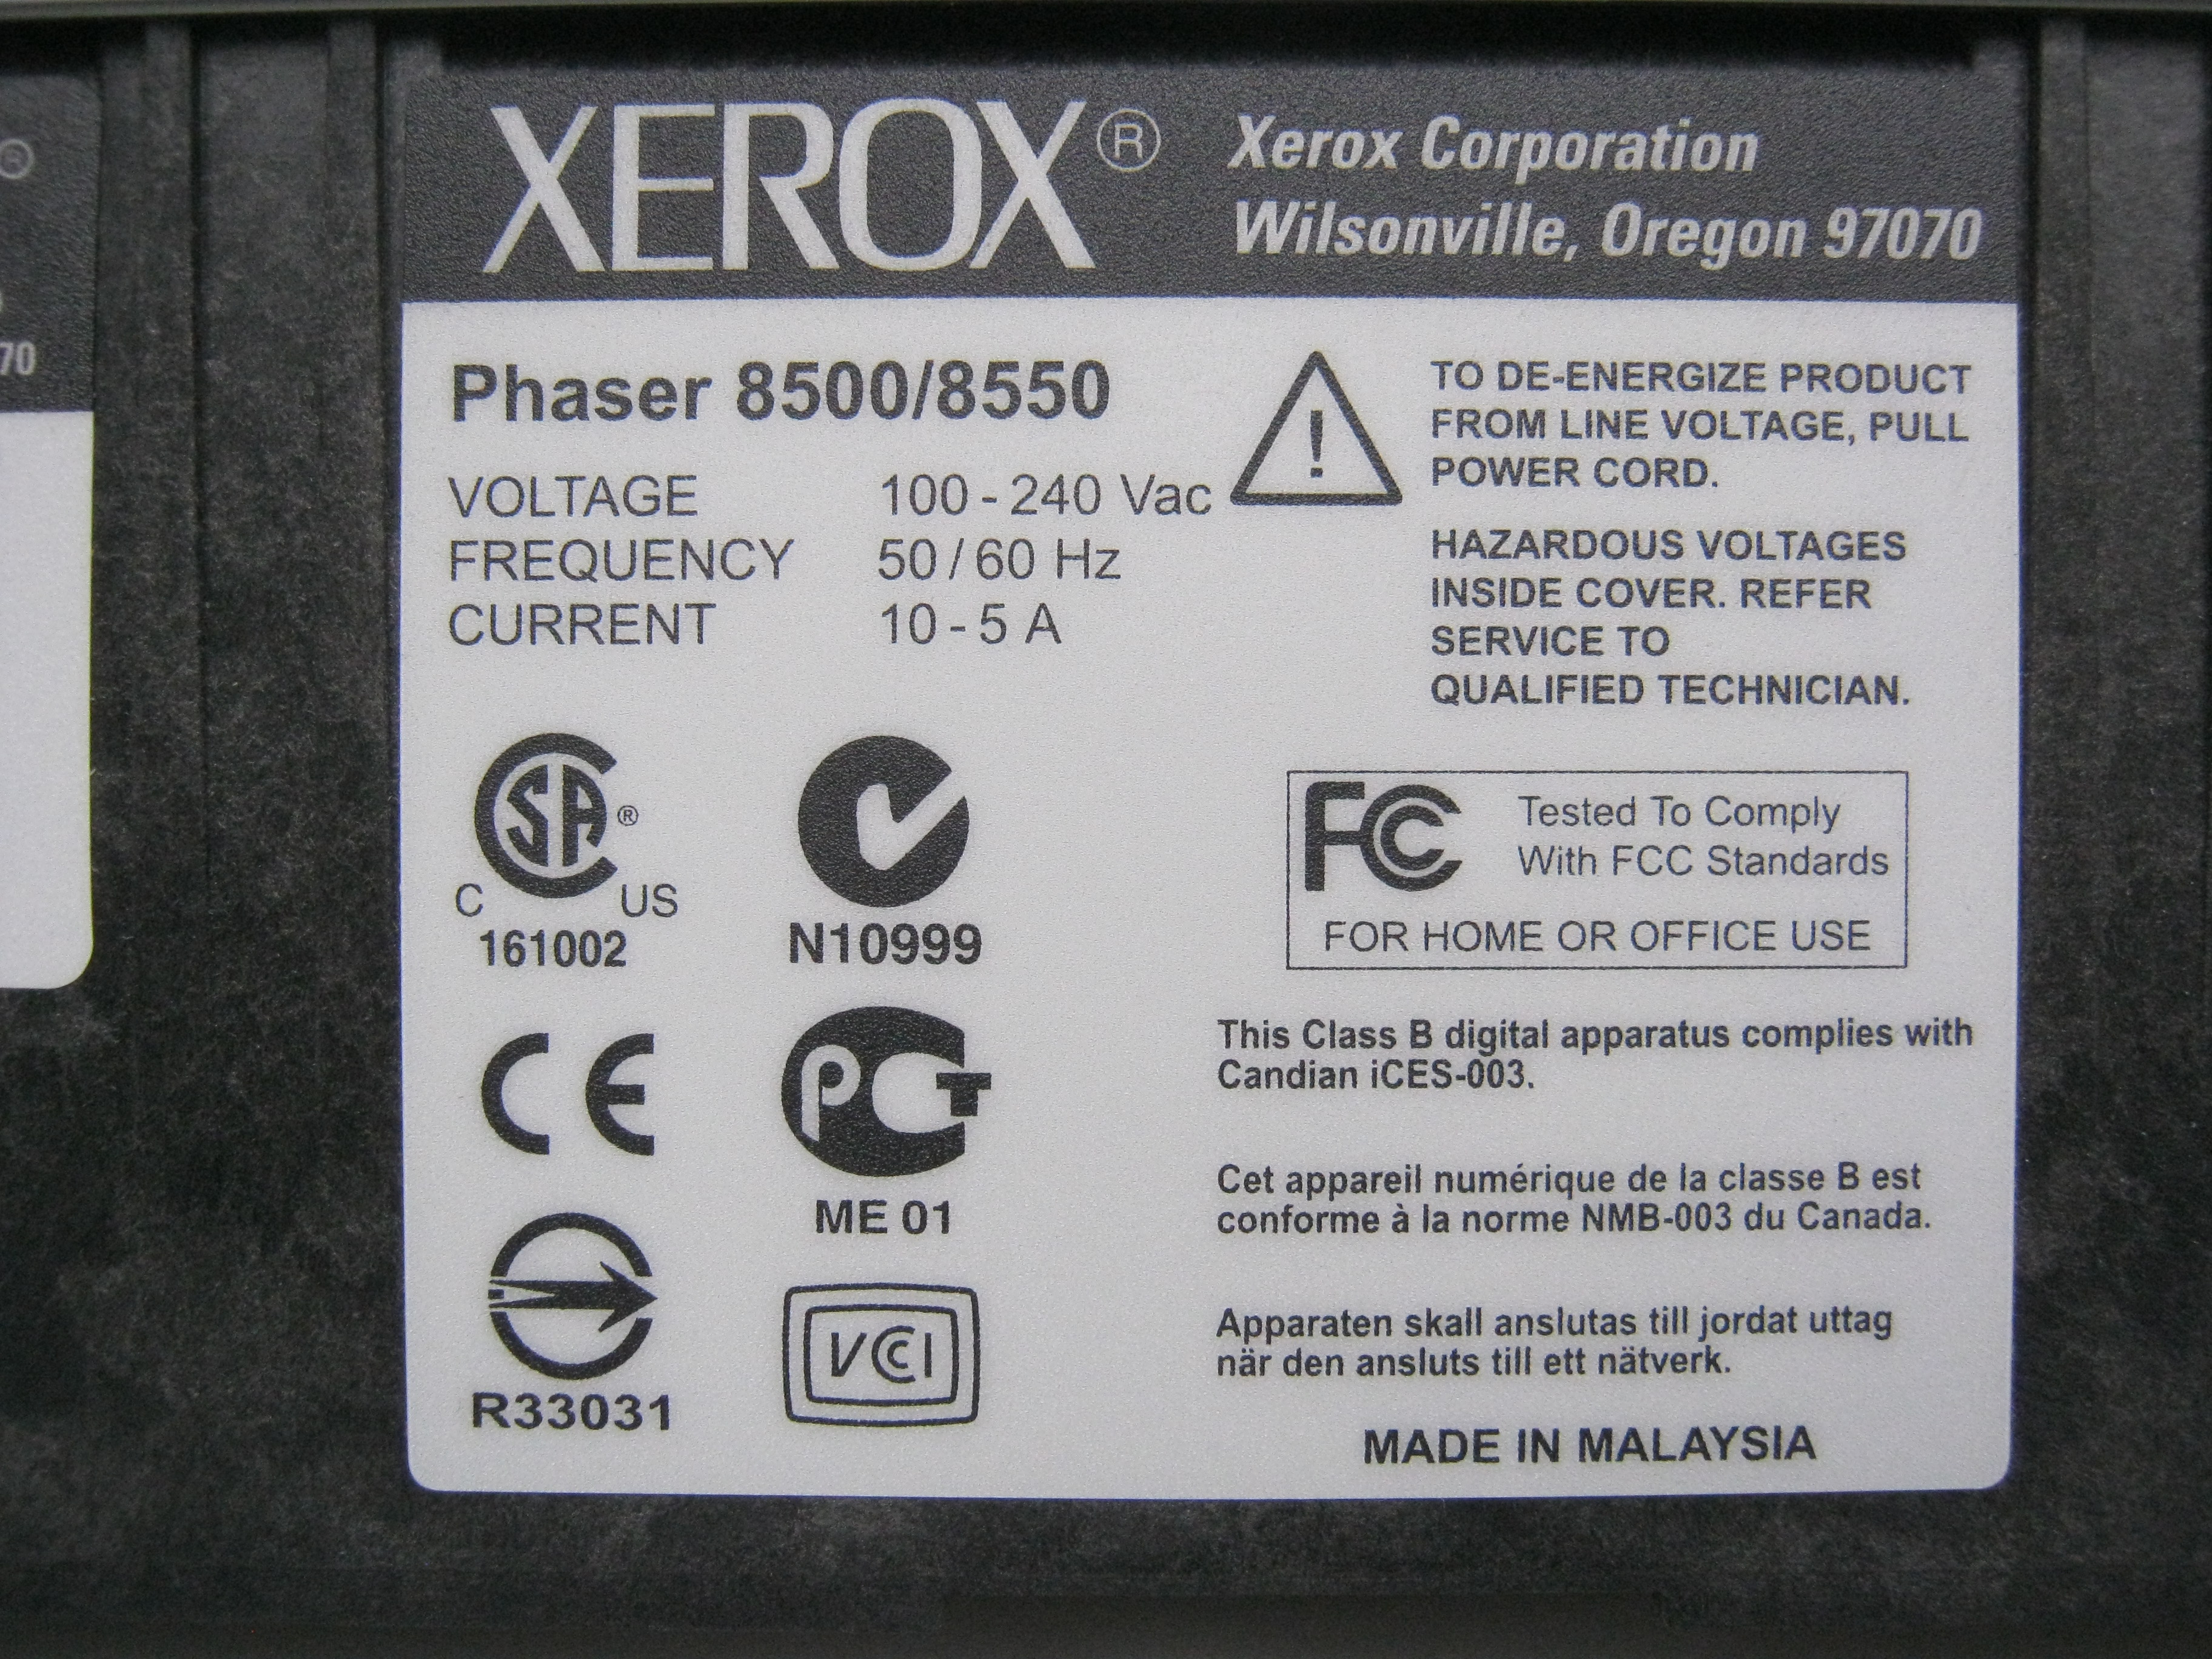 XEROX® Xerox Corporation
Wilsonville, Oregon 97070
Phaser 8500/8550
VOLTAGE 100-240 Vac
FREQUENCY 50/60 Hz
CURRENT 10-5 A
!
TO DE-ENERGIZE PRODUCT
FROM LINE VOLTAGE, PULL
POWER CORD.
HAZARDOUS VOLTAGES
INSIDE COVER. REFER
SERVICE TO
QUALIFIED TECHNICIAN.
CSA®
C US
161002
N10999
FC Tested To Comply
With FCC Standards
FOR HOME OR OFFICE USE
CE
РСТ
ME 01
R33031
VCCI
This Class B digital apparatus complies with
Candian iCES-003.
Cet appareil numérique de la classe B est
conforme à la norme NMB-003 du Canada.
Apparaten skall anslutas till jordat uttag
när den ansluts till ett nätverk.
MADE IN MALAYSIA
®
70